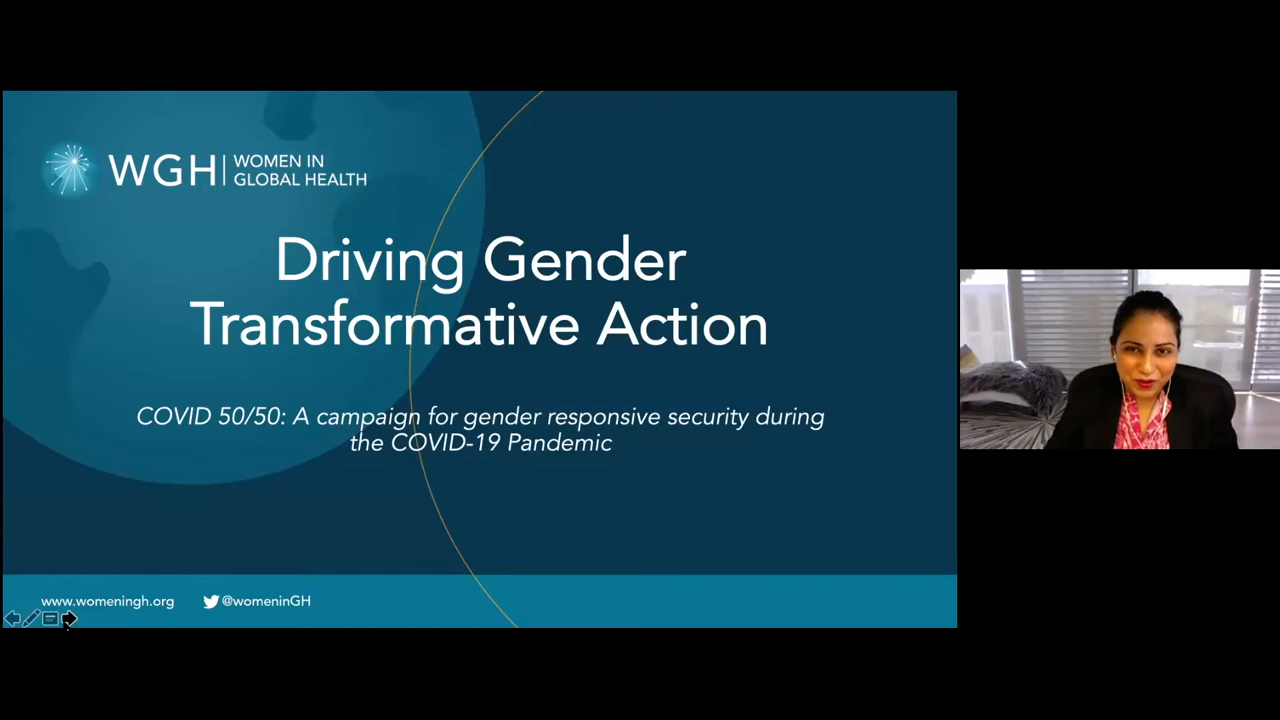 WGH
WOMEN IN
GLOBAL HEALTH
Driving Gender
Transformative Action
COVID 50/50: A campaign for gender responsive security during
the COVID-19 Pandemic
www.womeningh.org
@womeninGH